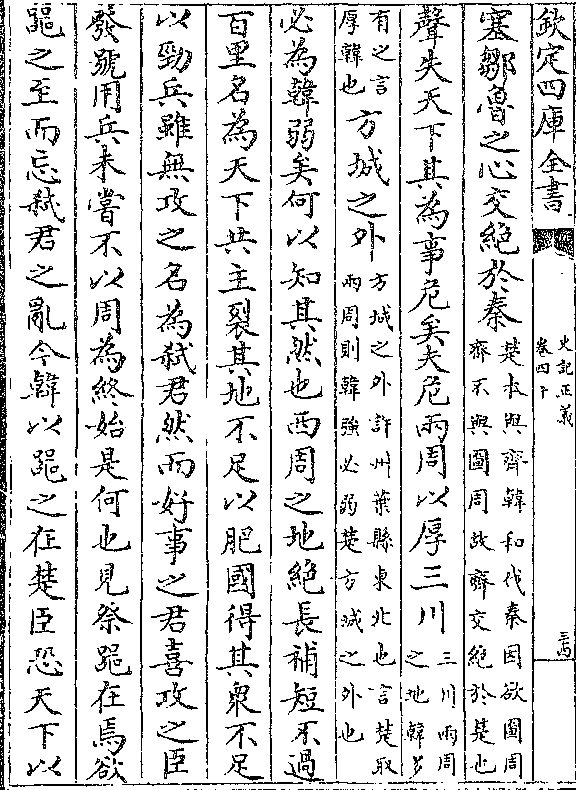 欽定四庫全書
史記正義
卷四十
塞鄒魯之心交絕於秦楚本與齊韓和伐秦因欲圖周齊不與圖周故齊交絕於楚也
聲失天下其為事危矣夫危兩周以厚三川三川兩周之地韓多
有之言厚韓也方城之外方城之外許州葉縣東北也言楚取兩周則韓強必弱楚方城之外也
必為韓弱矣何以知其然也西周之地絕長補短不過
百里名為天下共主裂其地不足以肥國得其衆不足
以勁兵雖無攻之名為弑君然而好事之君喜攻之臣
發號用兵未嘗不以周為終始是何也見祭噐在焉欲
噐之至而忘弑君之亂今韓以噐之在楚臣恐天下以